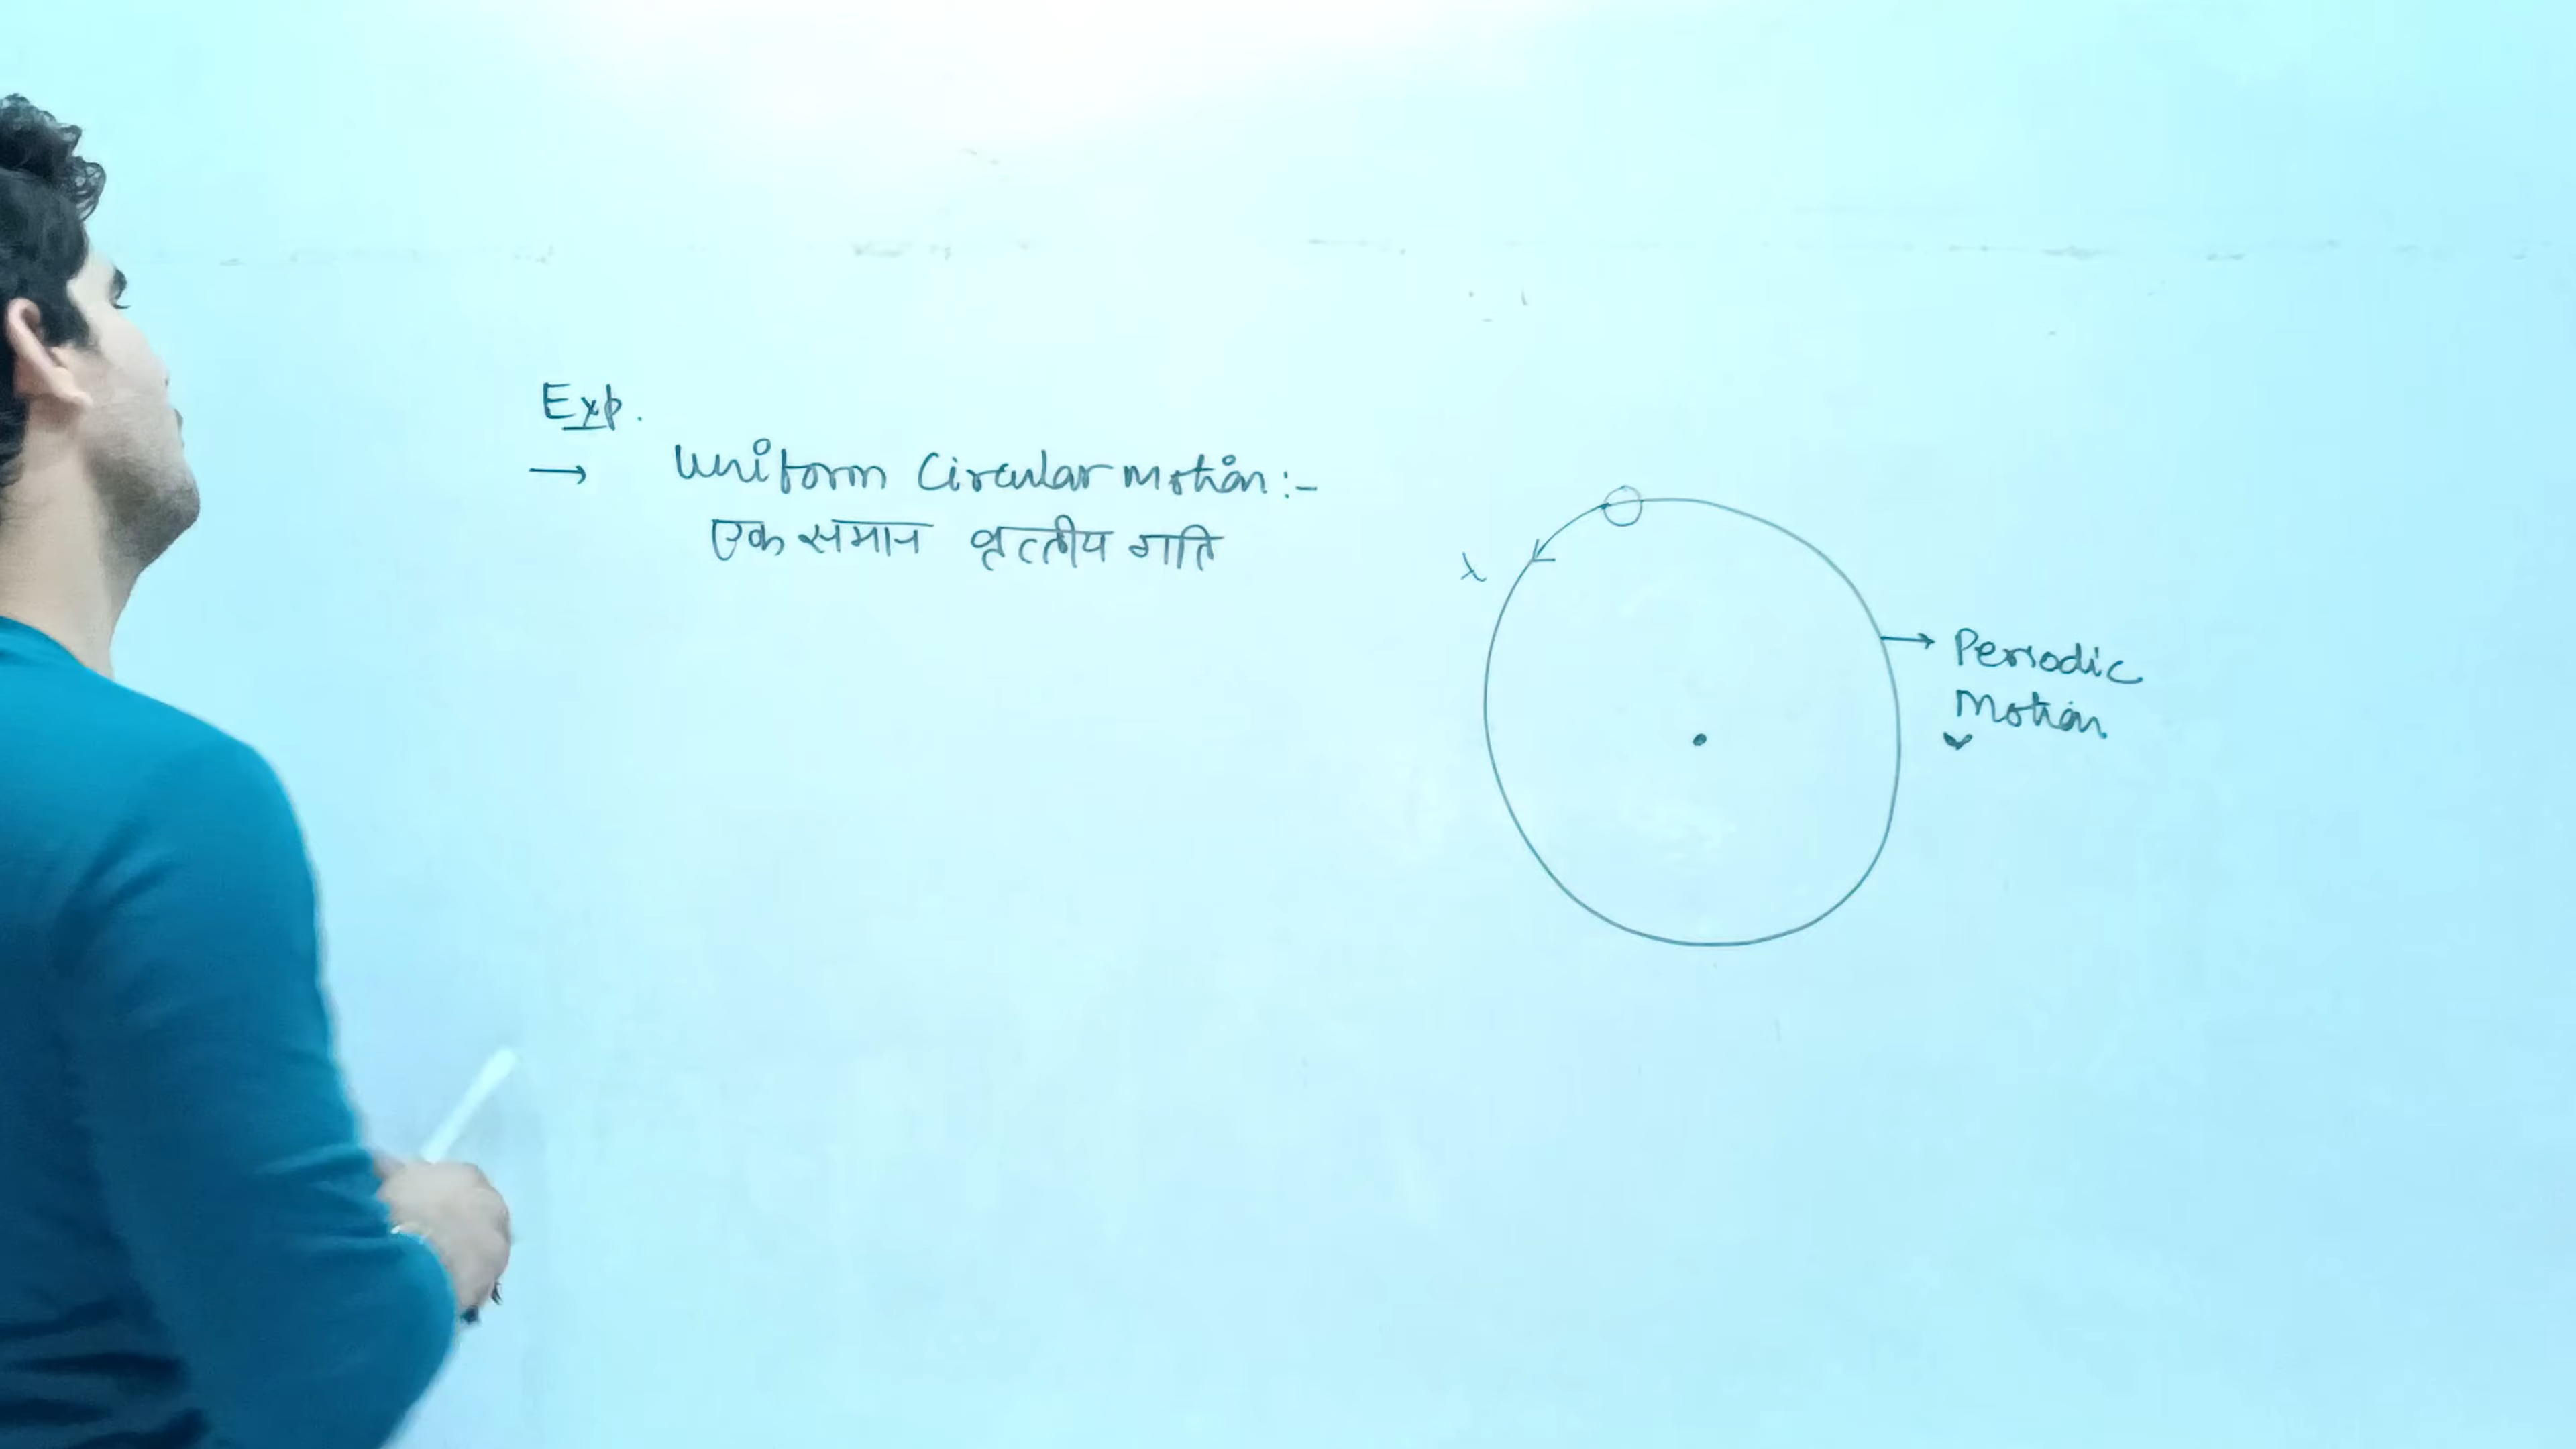 Exp.
→ Uniform Circular Motion :-
एक समान वृत्तीय गति
λ
→ Periodic
Motion